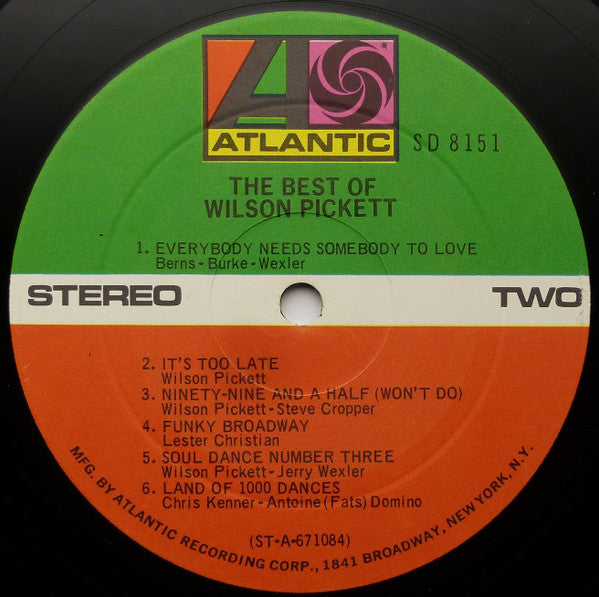 ATLANTIC
SD 8151
THE BEST OF
WILSON PICKETT
1. EVERYBODY NEEDS SOMEBODY TO LOVE
Berns - Burke - Wexler
STEREO
TWO
2. IT'S TOO LATE
Wilson Pickett
3. NINETY-NINE AND A HALF (WON'T DO)
Wilson Pickett-Steve Cropper
4. FUNKY BROADWAY
Lester Christian
5. SOUL DANCE NUMBER THREE
Wilson Pickett-Jerry Wexler
6. LAND OF 1000 DANCES
Chris Kenner-Antoine (Fats) Domino
(ST-A-671084)
MFG. BY ATLANTIC RECORDING CORP., 1841 BROADWAY, NEW YORK, N.Y.